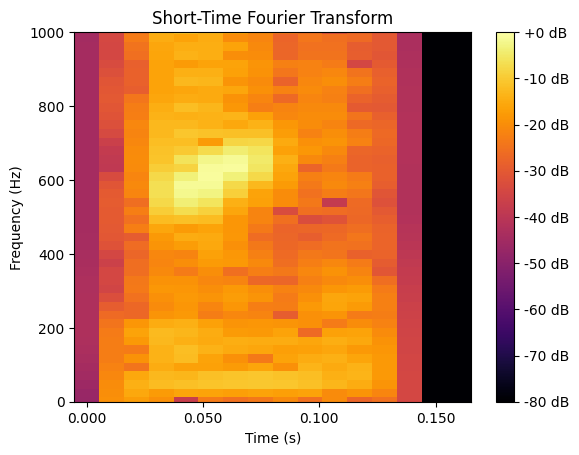 Short-Time Fourier Transform
1000
800
600
400
200
0
Frequency (Hz)
0.000
0.050
0.100
0.150
Time (s)
+0 dB
-10 dB
-20 dB
-30 dB
-40 dB
-50 dB
-60 dB
-70 dB
-80 dB